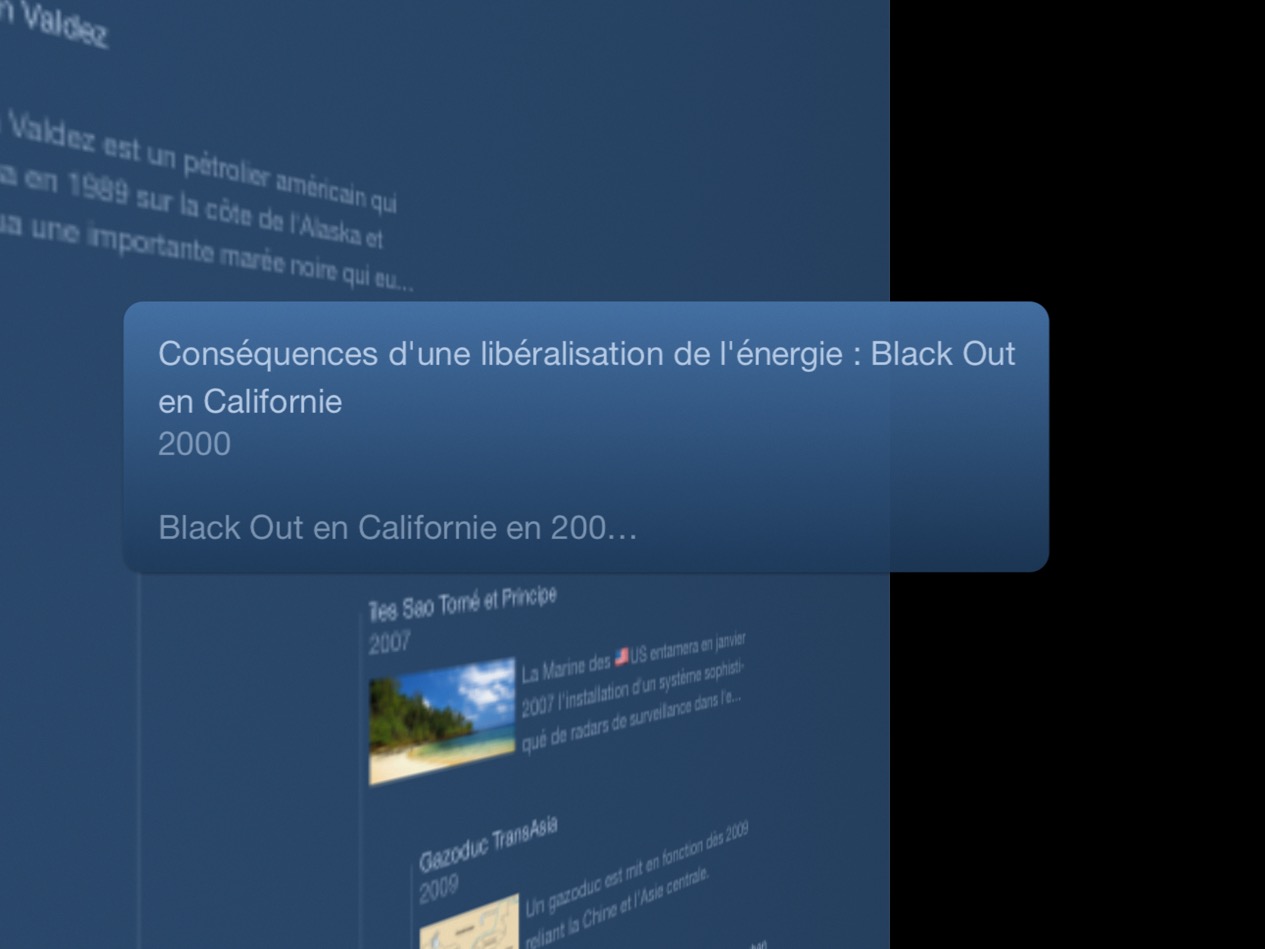 n Valdez
Valdez est un pétrolier américain qui
a en 1989 sur la côte de l'Alaska et
ua une importante marée noire qui eu...
Conséquences d'une libéralisation de l'énergie : Black Out
en Californie
2000
Black Out en Californie en 200...
Îles Sao Tomé et Principe
2007
La Marine des 🇺🇸US entamera en janvier
2007 l'installation d'un système sophisti-
qué de radars de surveillance dans l'e...
Gazoduc TransAsia
2009
Un gazoduc est mit en fonction dès 2009
reliant la Chine et l'Asie centrale.